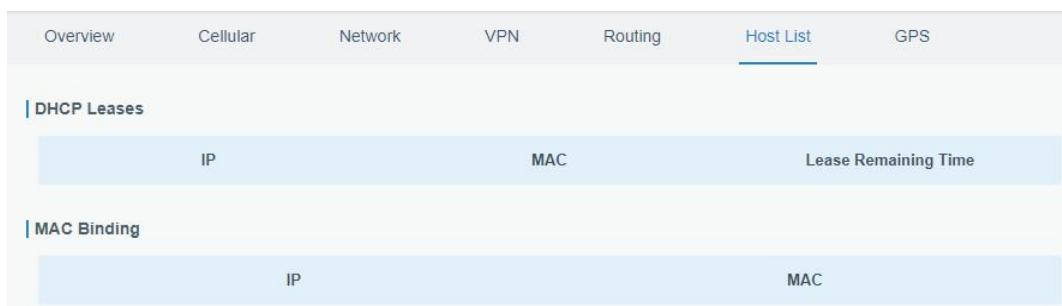 Overview Cellular Network VPN Routing Host List GPS
DHCP Leases
IP MAC Lease Remaining Time
MAC Binding
IP MAC